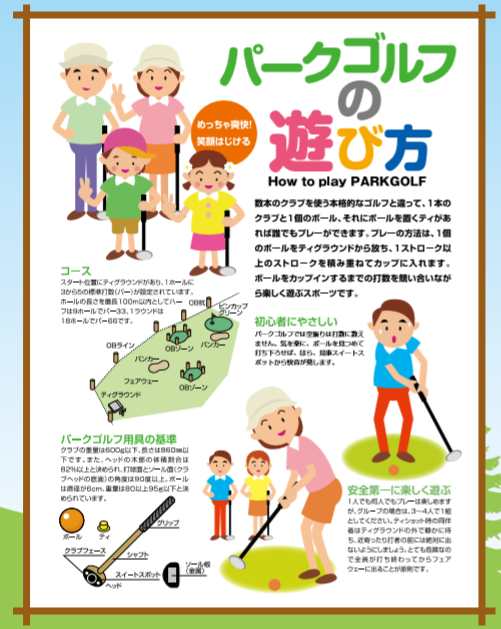 パークゴルフ
の
遊び方
How to play PARKGOLF
めっちゃ爽快!
笑顔はじける
数本のクラブを使う本格的なゴルフと違って、1本の
クラブと1個のボール、それにボールを置くティがあ
れば誰でもプレーができます。プレーの方法は、1個
のボールをティグラウンドから放ち、1ストローク以
上のストロークを積み重ねてカップに入れます。
ボールをカップインするまでの打数を競い合いなが
ら楽しく遊ぶスポーツです。
コース
スタート位置にティグラウンドがあり、1ホールに
3から5の標準打数(パー)が設定されています。
ホールの長さを最長100m以内としてハー
フは9ホールでパー33、1ラウンドは
18ホールでパー66です。
OB杭
ピンカップ
グリーン
OBライン
OBゾーン
バンカー
バンカー
フェアウェー
OBゾーン
ティグラウンド
初心者にやさしい
パークゴルフでは空振りは打数に数え
ません。気を楽に、ボールを見つめて
打ち下ろせば、ほら、見事スイートス
ポットから快音が発します。
パークゴルフ用具の基準
クラブの重量は600g以下、長さは860mm以
下です。また、ヘッドの木部の体積割合は
82%以上と決められ、打球面とソール面(クラ
ブヘッドの底面)の角度は90度以上。ボール
は直径が6cm、重量は80以上95g以下と決
められています。
ボール
ティ
グリップ
クラブフェース
シャフト
スイートスポット
ヘッド
ソール板
(金属)
安全第一に楽しく遊ぶ
1人でも何人でもプレーは楽しめます
が、グループの場合は、3〜4人で1組
としてください。ティショット時の同伴
者はティグラウンドの外で静かに待
ち、近寄ったり打者の前には絶対に出
ないようにしましょう。とても危険なの
で全員が打ち終わってからフェア
ウェーに出ることが原則です。